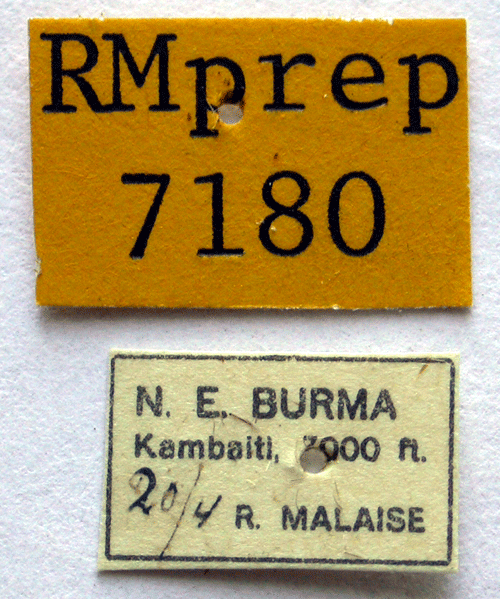 RMprep
7180
N. E. BURMA
Kambaiti, 7000 ft.
20/4 R. MALAISE